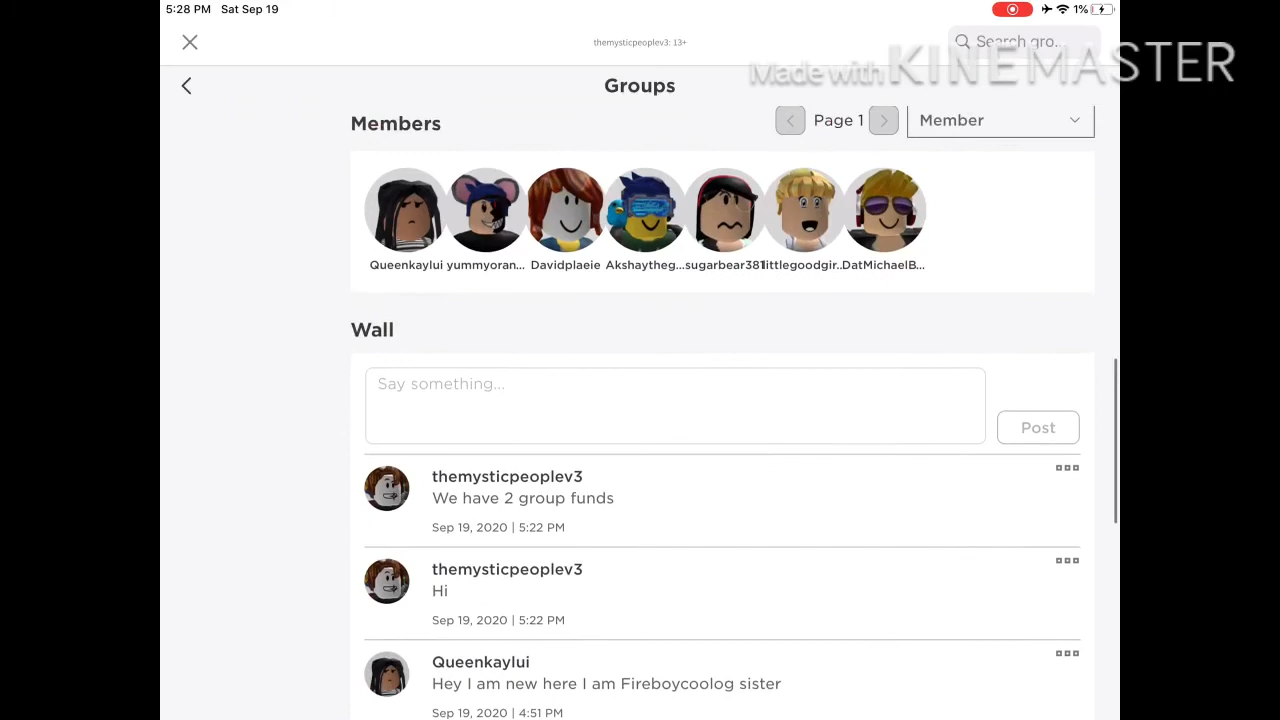 5:28 PM Sat Sep 19 1%
themysticpeoplev3: 13+
Search gro...
Made with KINEMASTER
Groups
Members
Page 1
Member
Queenkaylui yummyoran... Davidplaeie Akshaytheg... sugarbear381 littlegoodgir... DatMichaelB...
Wall
Say something...
Post
themysticpeoplev3
We have 2 group funds
Sep 19, 2020 | 5:22 PM
themysticpeoplev3
Hi
Sep 19, 2020 | 5:22 PM
Queenkaylui
Hey I am new here I am Fireboycoolog sister
Sep 19, 2020 | 4:51 PM